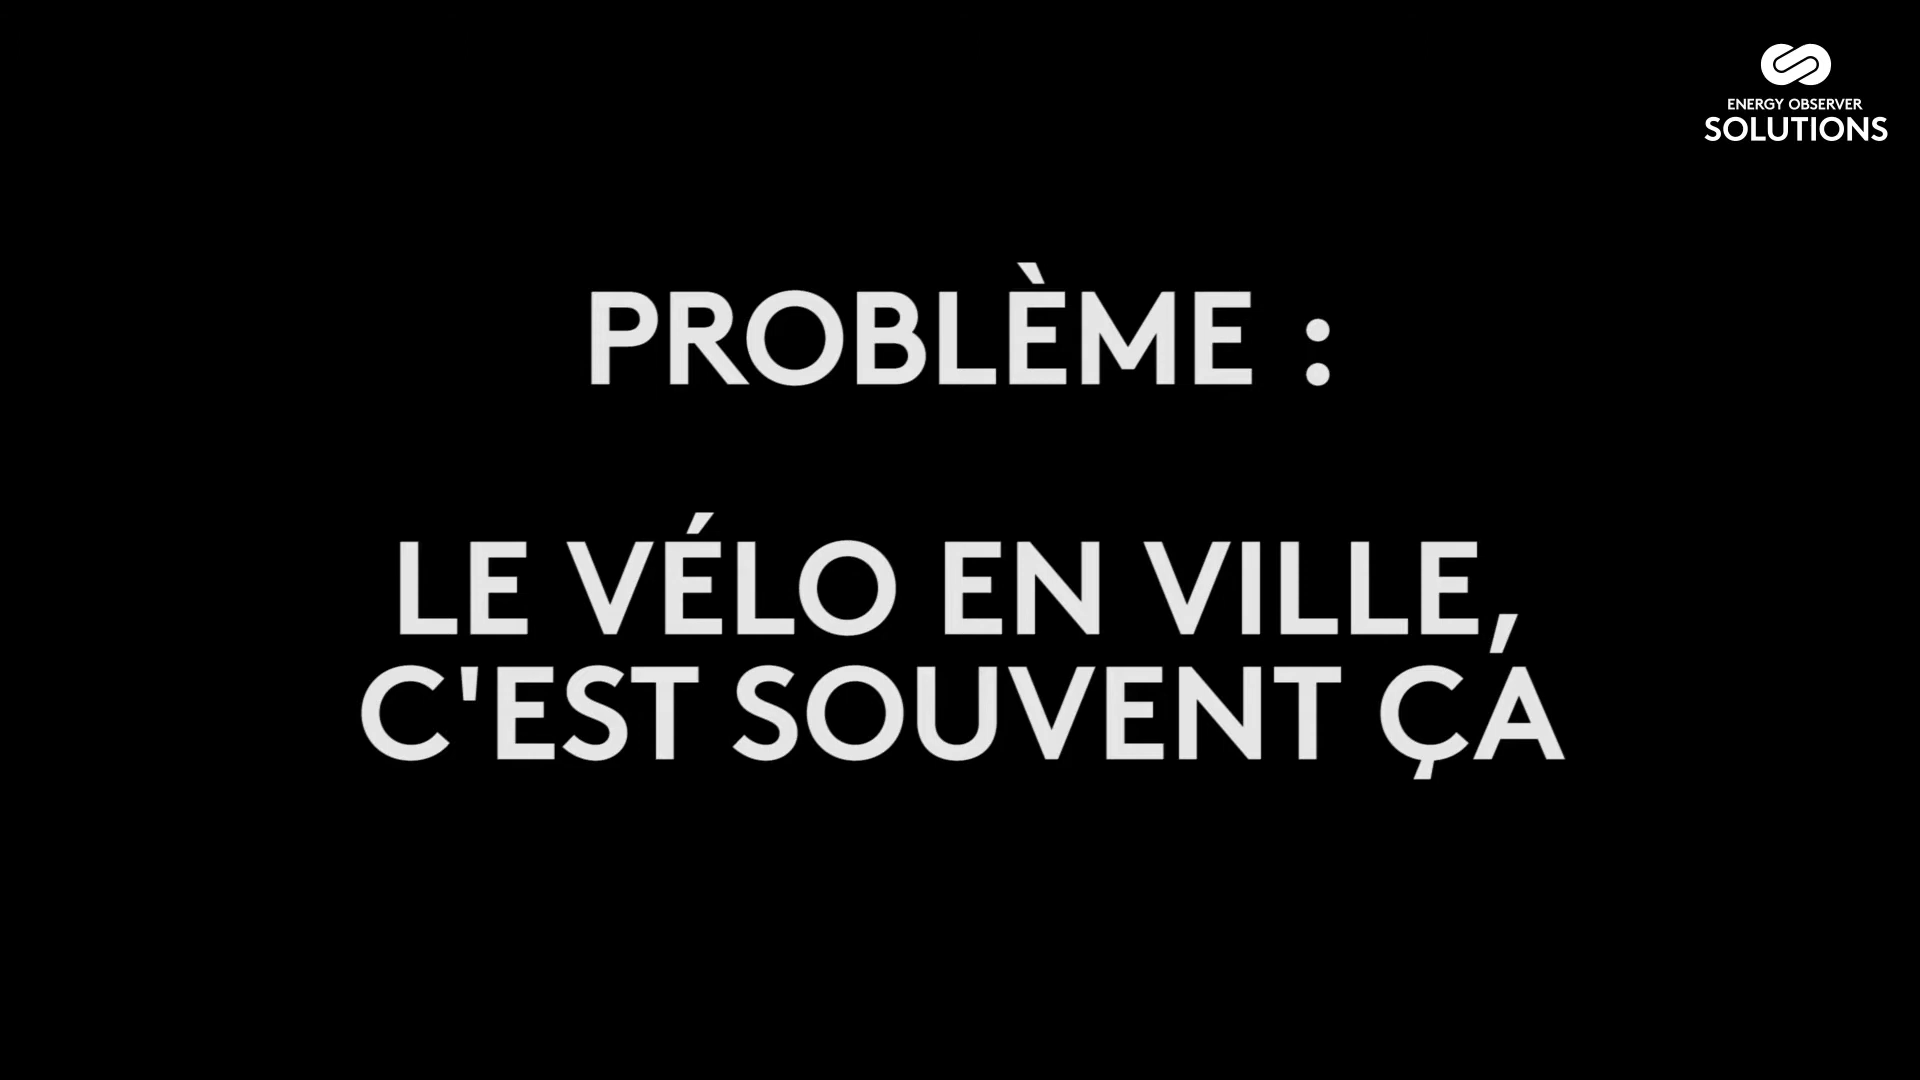 ENERGY OBSERVER
SOLUTIONS
PROBLÈME :
LE VÉLO EN VILLE,
C'EST SOUVENT ÇA